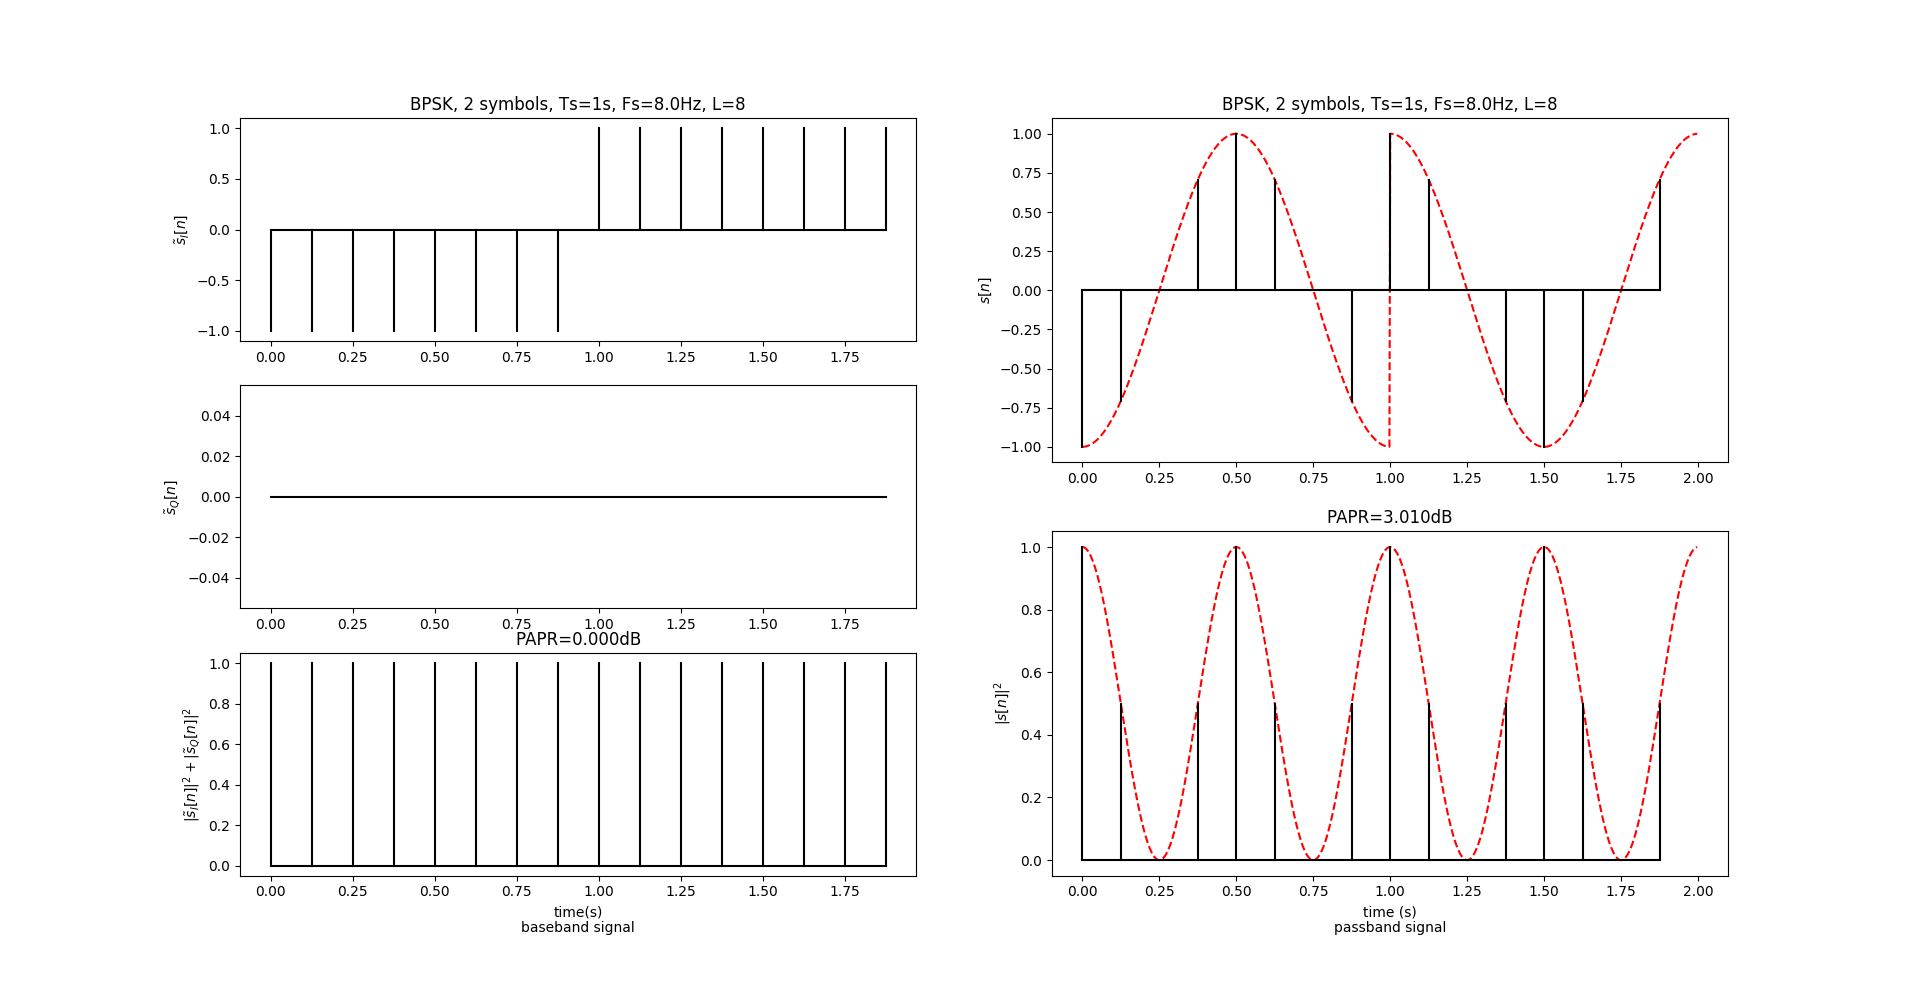 BPSK, 2 symbols, Ts=1s, Fs=8.0Hz, L=8
1.0
0.5
0.0
−0.5
−1.0
s̃_I[n]
0.00 0.25 0.50 0.75 1.00 1.25 1.50 1.75
0.04
0.02
0.00
−0.02
−0.04
s̃_Q[n]
0.00 0.25 0.50 0.75 1.00 1.25 1.50 1.75
PAPR=0.000dB
1.0
0.8
0.6
0.4
0.2
0.0
|s̃_I[n]|² + |s̃_Q[n]|²
0.00 0.25 0.50 0.75 1.00 1.25 1.50 1.75
time(s)
baseband signal
BPSK, 2 symbols, Ts=1s, Fs=8.0Hz, L=8
1.00
0.75
0.50
0.25
0.00
−0.25
−0.50
−0.75
−1.00
s[n]
0.00 0.25 0.50 0.75 1.00 1.25 1.50 1.75 2.00
PAPR=3.010dB
1.0
0.8
0.6
0.4
0.2
0.0
|s[n]|²
0.00 0.25 0.50 0.75 1.00 1.25 1.50 1.75 2.00
time (s)
passband signal